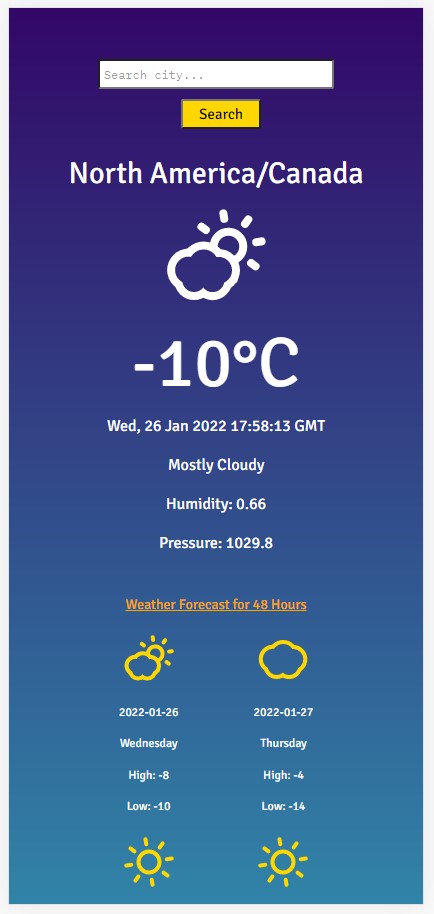 Search city...
Search
North America/Canada
-10°C
Wed, 26 Jan 2022 17:58:13 GMT
Mostly Cloudy
Humidity: 0.66
Pressure: 1029.8
Weather Forecast for 48 Hours
2022-01-26 2022-01-27
Wednesday Thursday
High: -8 High: -4
Low: -10 Low: -14